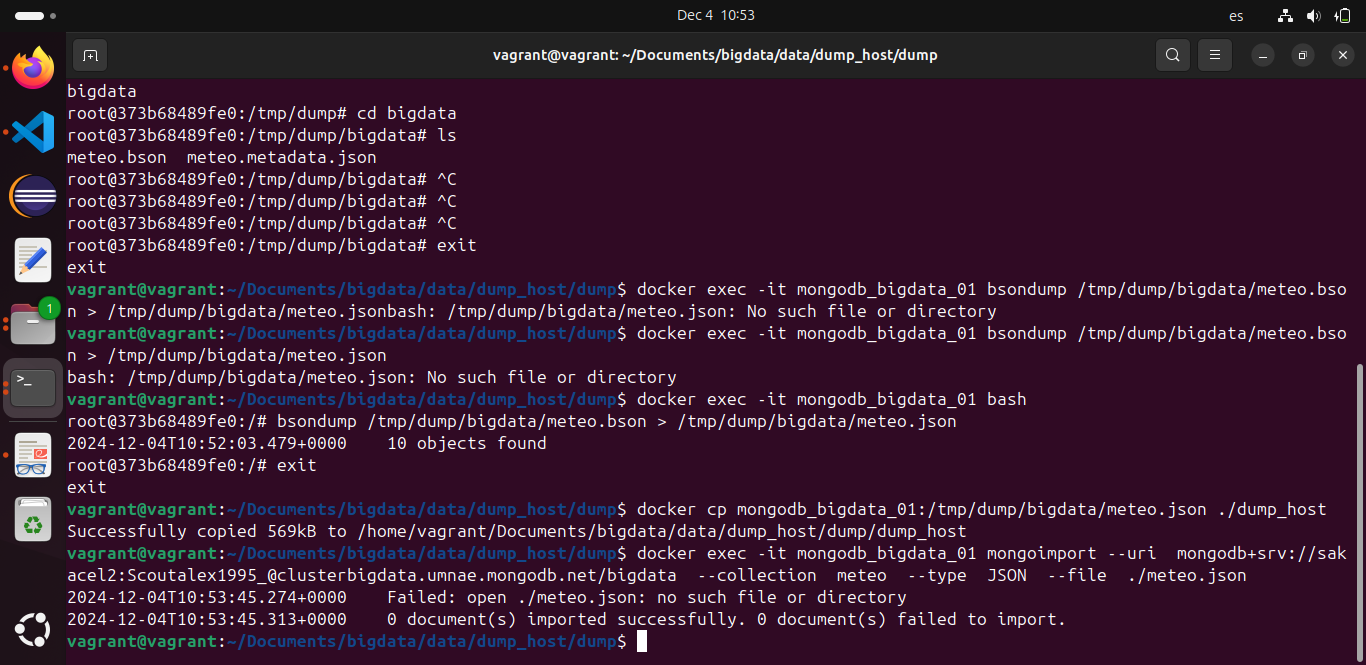 Dec 4 10:53
es
vagrant@vagrant: ~/Documents/bigdata/data/dump_host/dump
bigdata
root@373b68489fe0:/tmp/dump# cd bigdata
root@373b68489fe0:/tmp/dump/bigdata# ls
meteo.bson  meteo.metadata.json
root@373b68489fe0:/tmp/dump/bigdata# ^C
root@373b68489fe0:/tmp/dump/bigdata# ^C
root@373b68489fe0:/tmp/dump/bigdata# ^C
root@373b68489fe0:/tmp/dump/bigdata# exit
exit
vagrant@vagrant:~/Documents/bigdata/data/dump_host/dump$ docker exec -it mongodb_bigdata_01 bsondump /tmp/dump/bigdata/meteo.bso
n > /tmp/dump/bigdata/meteo.jsonbash: /tmp/dump/bigdata/meteo.json: No such file or directory
vagrant@vagrant:~/Documents/bigdata/data/dump_host/dump$ docker exec -it mongodb_bigdata_01 bsondump /tmp/dump/bigdata/meteo.bso
n > /tmp/dump/bigdata/meteo.json
bash: /tmp/dump/bigdata/meteo.json: No such file or directory
vagrant@vagrant:~/Documents/bigdata/data/dump_host/dump$ docker exec -it mongodb_bigdata_01 bash
root@373b68489fe0:/# bsondump /tmp/dump/bigdata/meteo.bson > /tmp/dump/bigdata/meteo.json
2024-12-04T10:52:03.479+0000    10 objects found
root@373b68489fe0:/# exit
exit
vagrant@vagrant:~/Documents/bigdata/data/dump_host/dump$ docker cp mongodb_bigdata_01:/tmp/dump/bigdata/meteo.json ./dump_host
Successfully copied 569kB to /home/vagrant/Documents/bigdata/data/dump_host/dump/dump_host
vagrant@vagrant:~/Documents/bigdata/data/dump_host/dump$ docker exec -it mongodb_bigdata_01 mongoimport --uri  mongodb+srv://sak
acel2:Scoutalex1995_@clusterbigdata.umnae.mongodb.net/bigdata  --collection  meteo  --type  JSON  --file  ./meteo.json
2024-12-04T10:53:45.274+0000    Failed: open ./meteo.json: no such file or directory
2024-12-04T10:53:45.313+0000    0 document(s) imported successfully. 0 document(s) failed to import.
vagrant@vagrant:~/Documents/bigdata/data/dump_host/dump$
1
>_